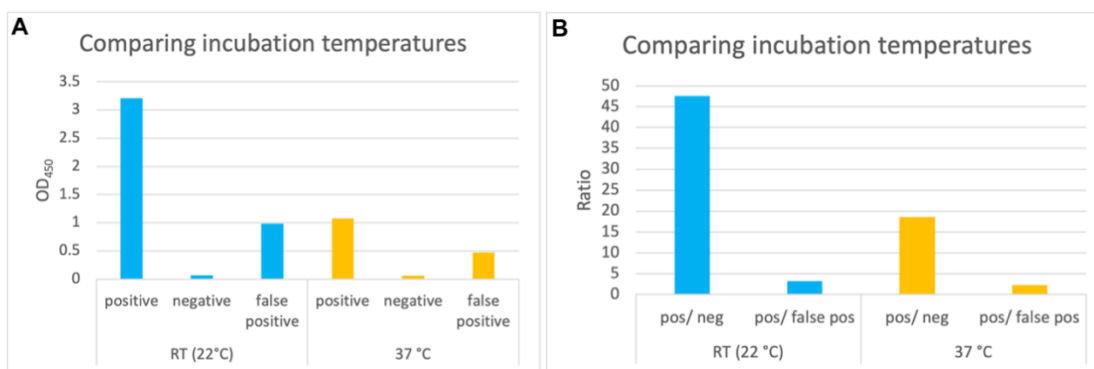 A
Comparing incubation temperatures
3.5
3
2.5
2
1.5
1
0.5
0
OD450
positive negative false positive negative false
positive positive
RT (22°C) 37 °C
B
Comparing incubation temperatures
50
45
40
35
30
25
20
15
10
5
0
Ratio
pos/ neg pos/ false pos pos/ neg pos/ false pos
RT (22 °C) 37 °C